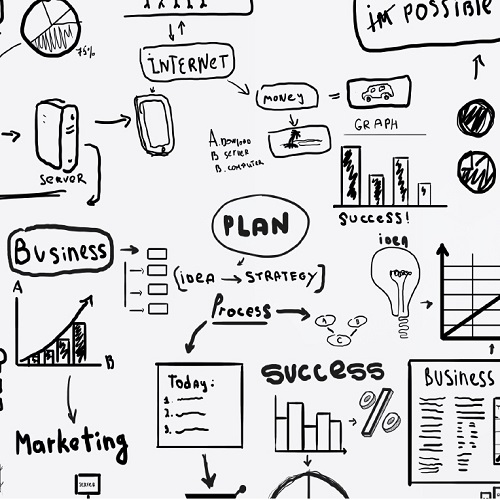 im POSSIBLE
75%
INTERNET
MONEY
=
GRAPH
A. DOWNLOAD
B SERVER
B. COMPUTER
SERVER
SUCCESS!
PLAN
idea
Business
(IDEA → STRATEGY)
A
Process
A
B
C
B
Today:
1.
2.
3.
SUCCESS
%
BUSINESS
Marketing